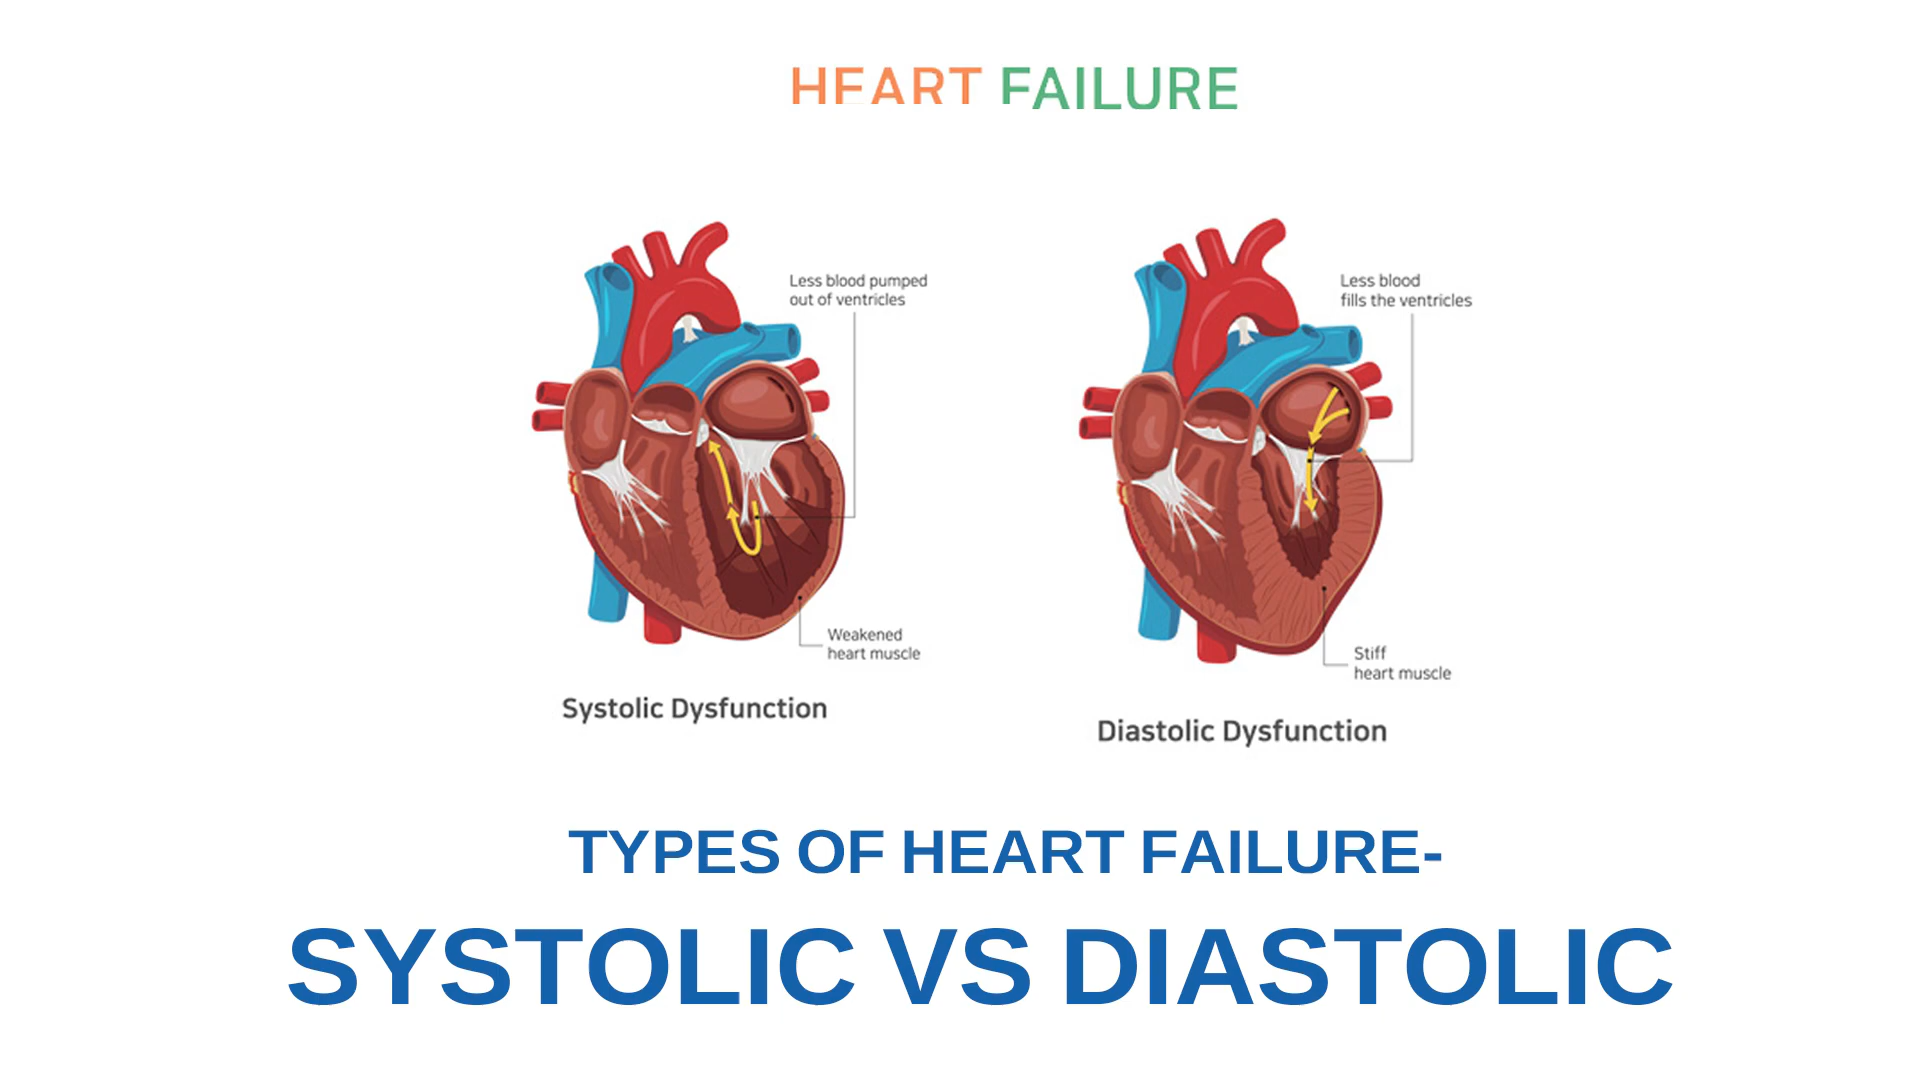 HEART FAILURE
Less blood pumped
out of ventricles
Weakened
heart muscle
Systolic Dysfunction
Less blood
fills the ventricles
Stiff
heart muscle
Diastolic Dysfunction
TYPES OF HEART FAILURE-
SYSTOLIC VS DIASTOLIC